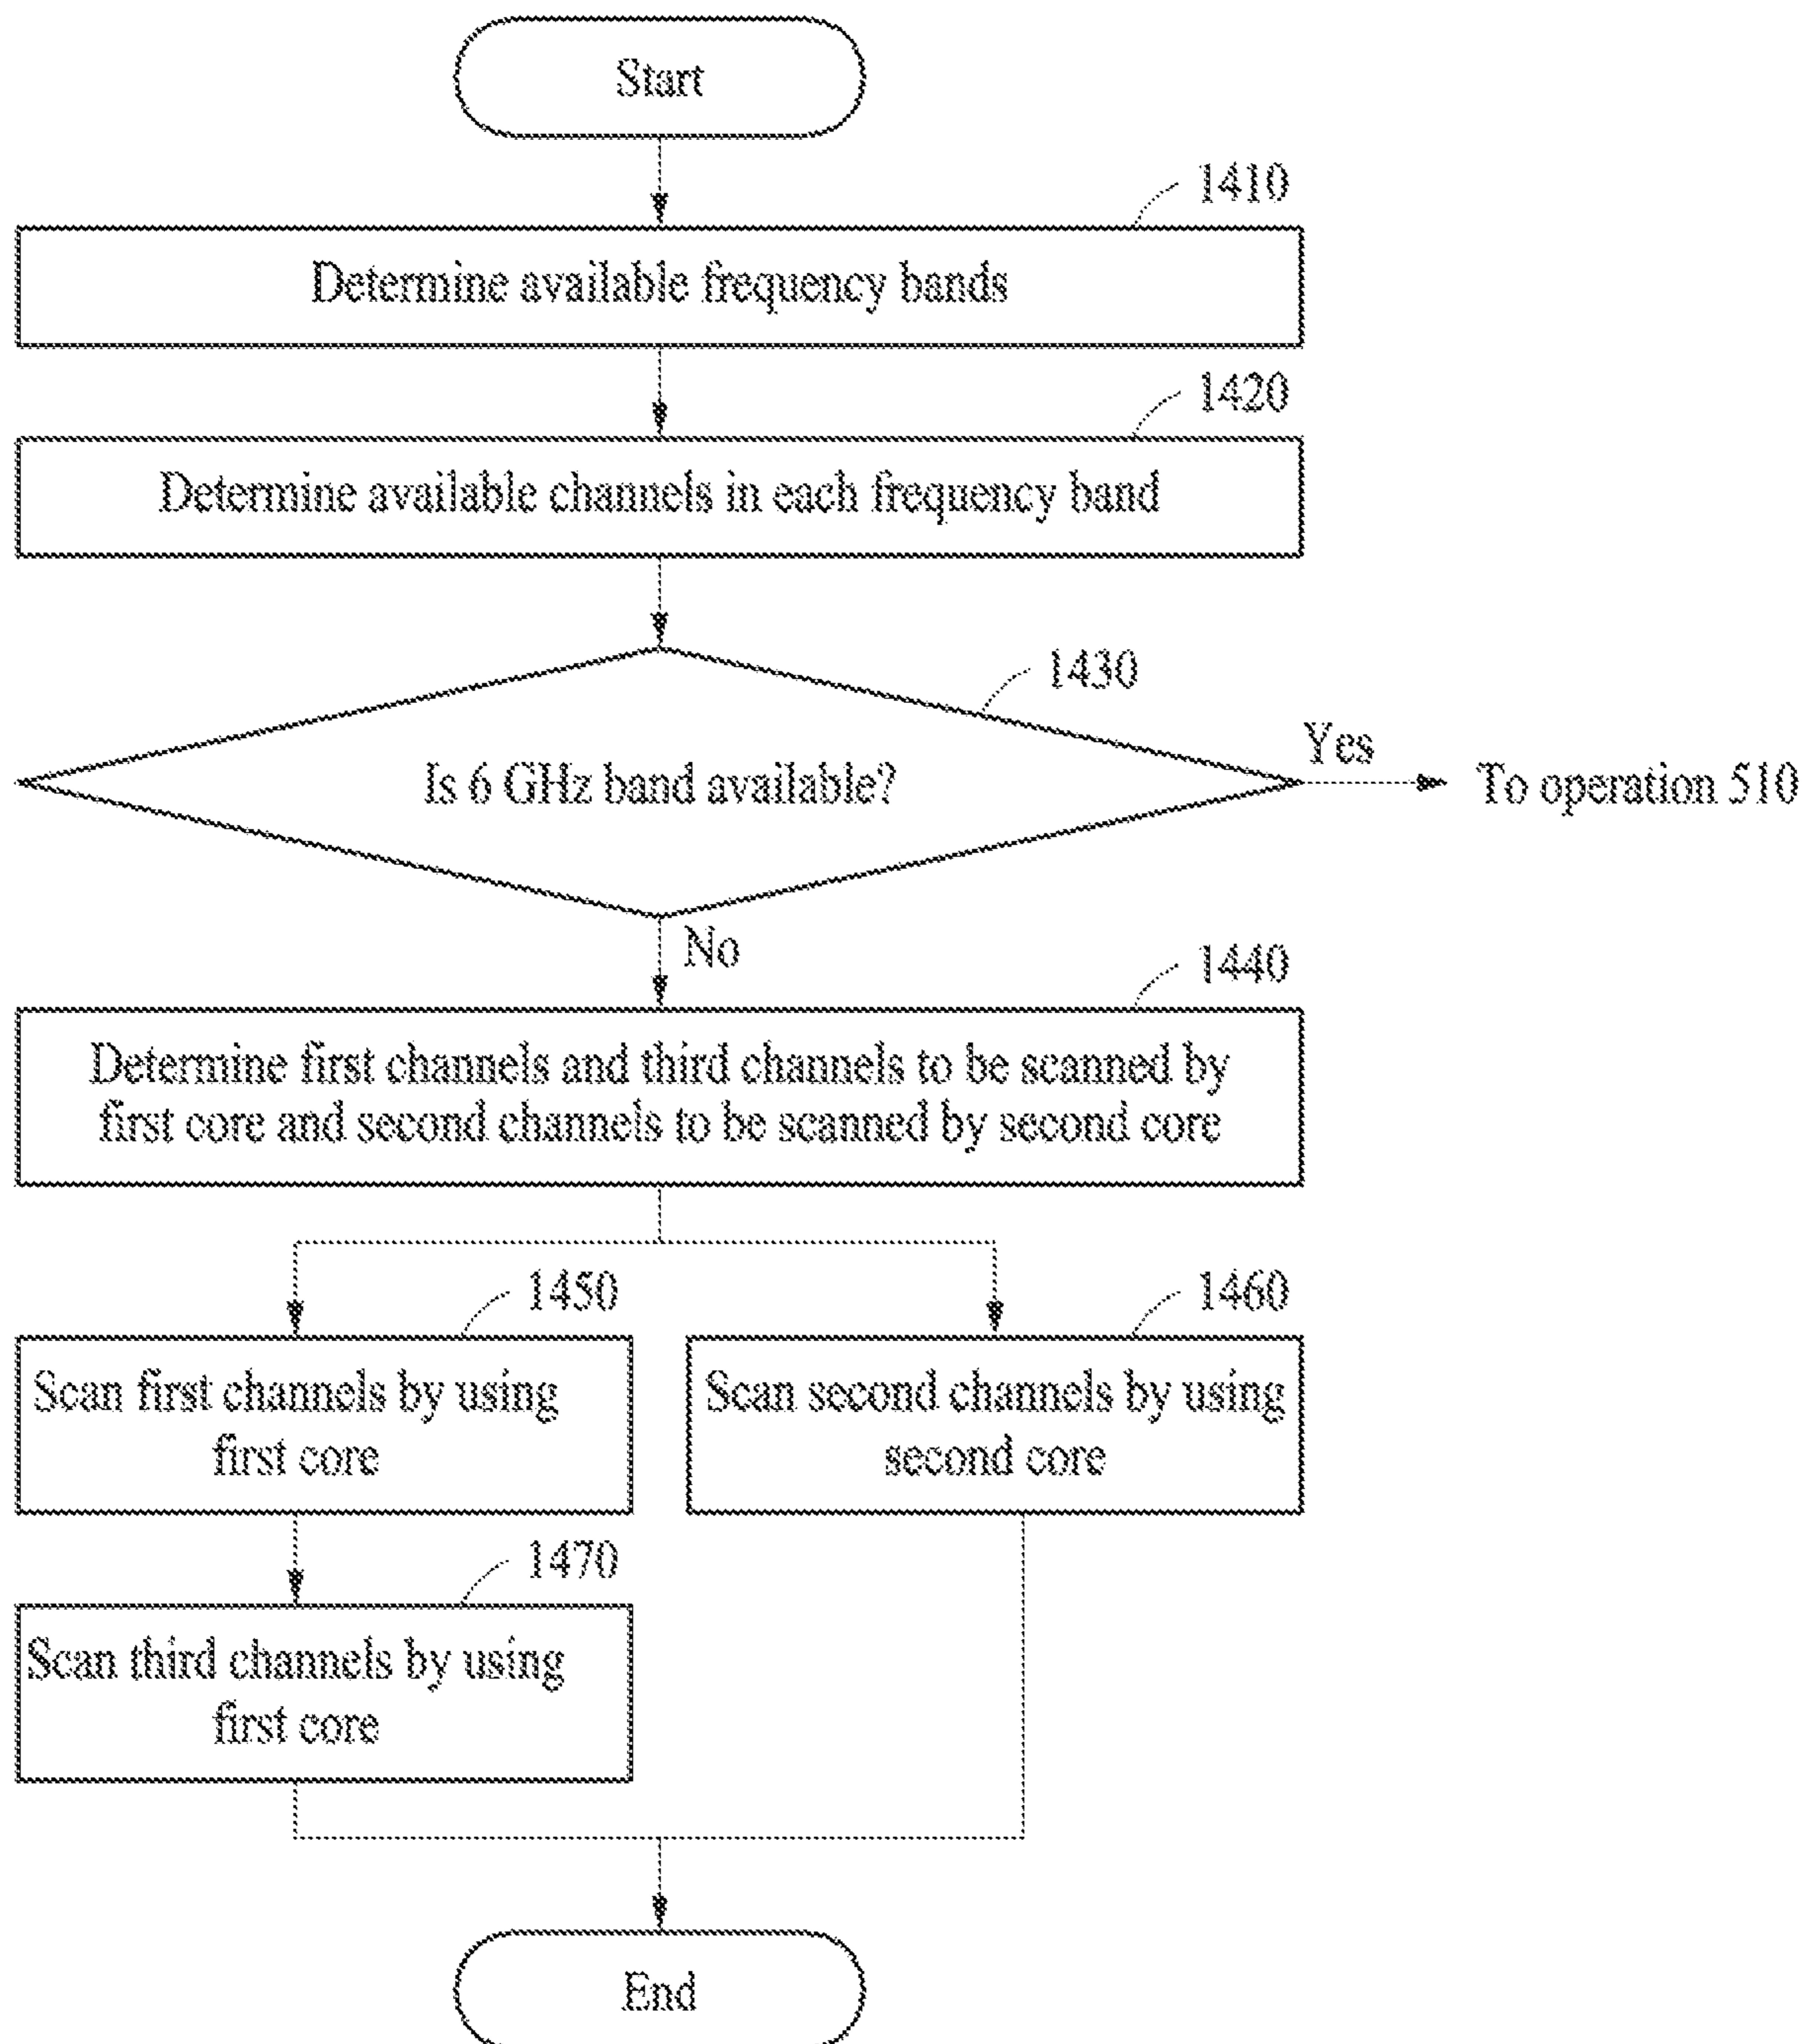 Start
1410
Determine available frequency bands
1420
Determine available channels in each frequency band
1430
Is 6 GHz band available?
Yes
To operation 510
No
1440
Determine first channels and third channels to be scanned by
first core and second channels to be scanned by second core
1450
Scan first channels by using
first core
1460
Scan second channels by using
second core
1470
Scan third channels by using
first core
End